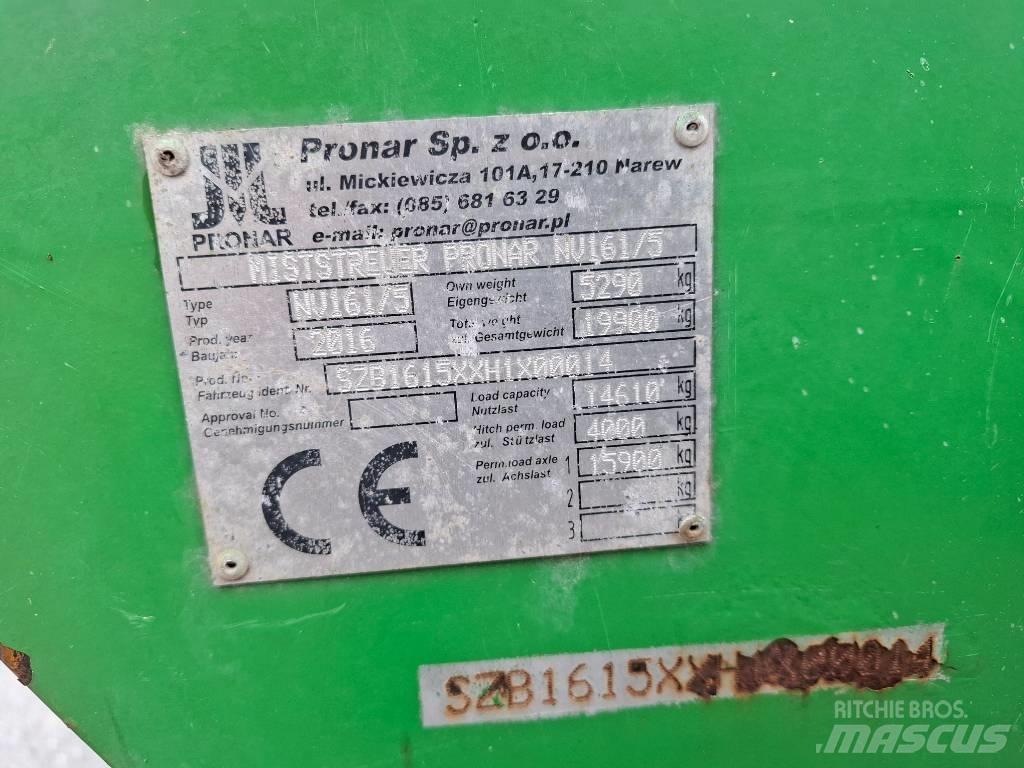 Pronar Sp. z o.o.
ul. Mickiewicza 101A,17-210 Narew
tel./fax: (085) 681 63 29
e-mail: pronar@pronar.pl
PRONAR
MISTSTREUER PRONAR NV161/5
Type
Typ
NV161/5
Own weight
Eigengewicht
5290 kg
Prod. year
Baujahr
2016
Total weight
zul. Gesamtgewicht
19900 kg
Prod. Nr.
Fahrzeug Ident. Nr.
SZB1615XXH1X00014
Approval No.
Genehmigungsnummer
Load capacity
Nutzlast
14610 kg
Hitch perm. load
zul. Stützlast
4000 kg
Perm.load axle
zul. Achslast
1 15900 kg
2 kg
3
CE
SZB1615XXH1X00014
RITCHIE BROS.
MASCUS